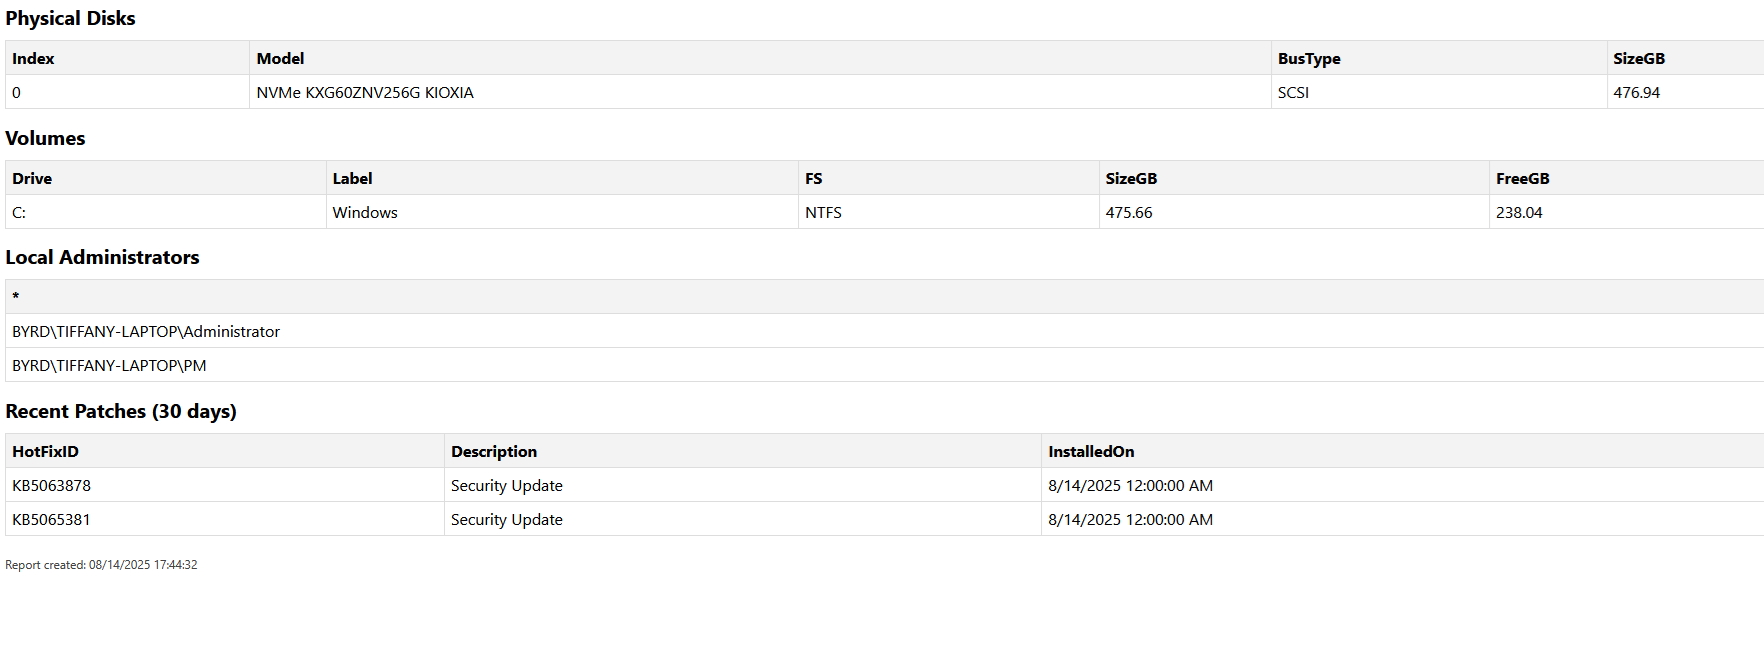 Physical Disks
Index Model BusType SizeGB
0 NVMe KXG60ZNV256G KIOXIA SCSI 476.94
Volumes
Drive Label FS SizeGB FreeGB
C: Windows NTFS 475.66 238.04
Local Administrators
*
BYRD\TIFFANY-LAPTOP\Administrator
BYRD\TIFFANY-LAPTOP\PM
Recent Patches (30 days)
HotFixID Description InstalledOn
KB5063878 Security Update 8/14/2025 12:00:00 AM
KB5065381 Security Update 8/14/2025 12:00:00 AM
Report created: 08/14/2025 17:44:32